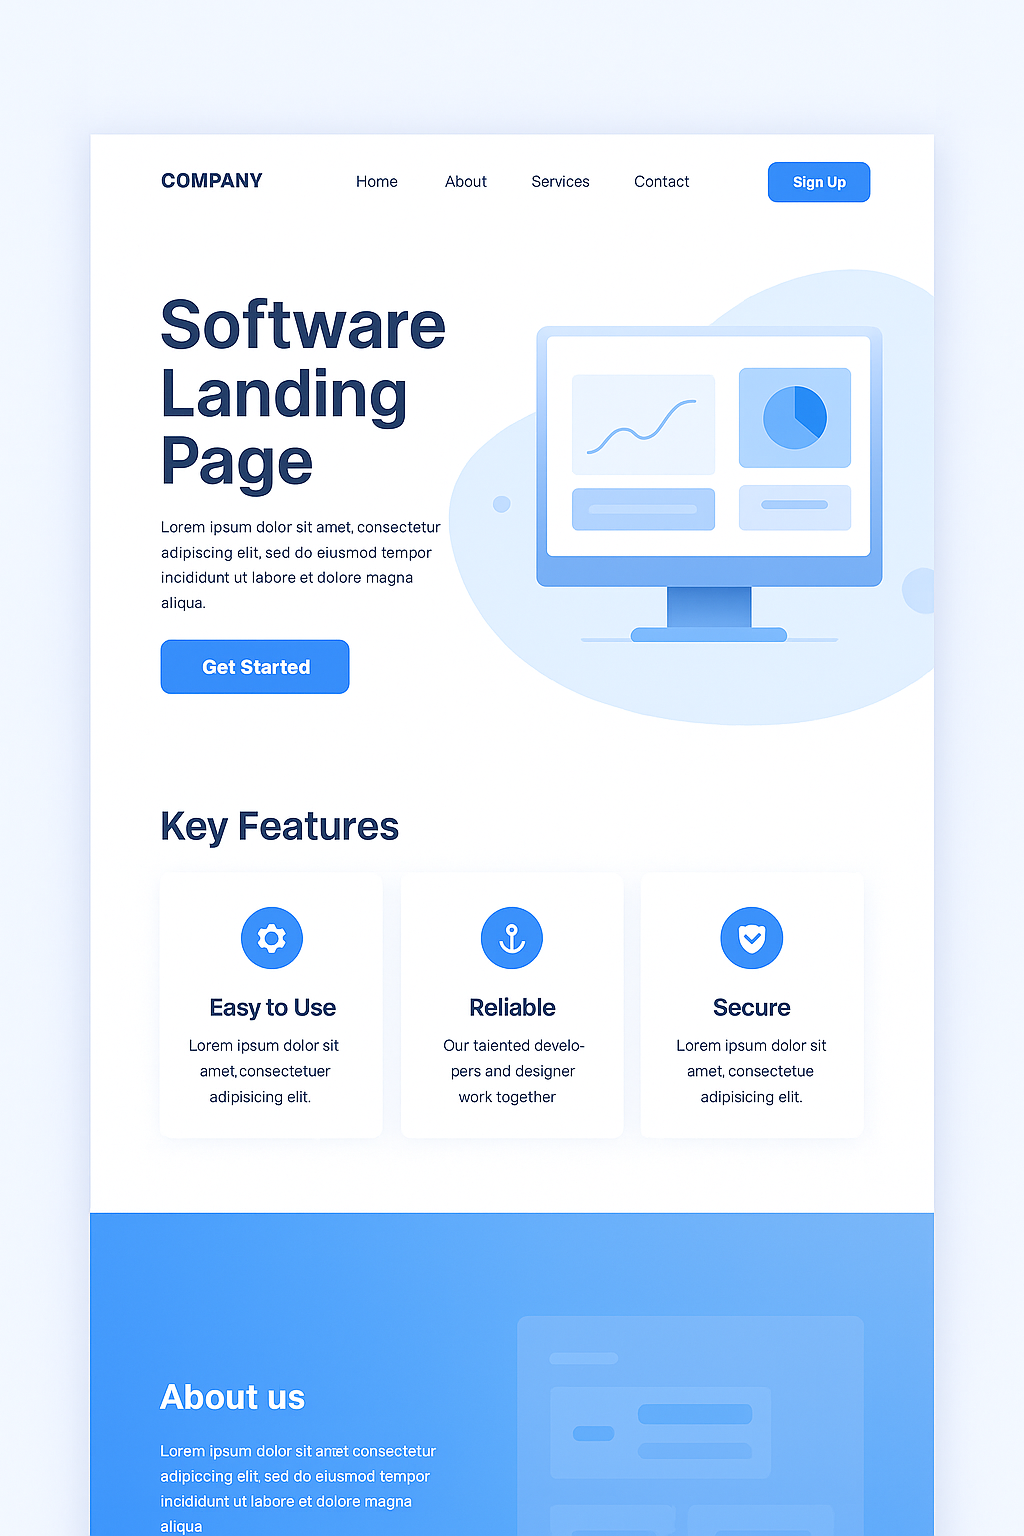 COMPANY
Home
About
Services
Contact
Sign Up
Software
Landing
Page
Lorem ipsum dolor sit amet, consectetur
adipiscing elit, sed do eiusmod tempor
incididunt ut labore et dolore magna
aliqua.
Get Started
Key Features
Easy to Use
Lorem ipsum dolor sit
amet, consectetuer
adipisicing elit.
Reliable
Our taiented develo-
pers and designer
work together
Secure
Lorem ipsum dolor sit
amet, consectetue
adipisicing elit.
About us
Lorem ipsum dolor sit amet consectetur
adipiccing elit, sed do eiusmod tempor
incididunt ut labore et dolore magna
aliqua